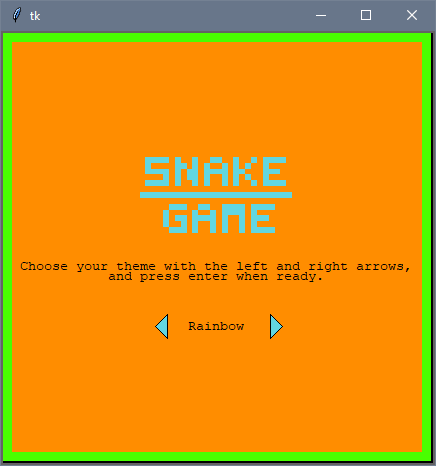 tk
SNAKE
GAME
Choose your theme with the left and right arrows,
and press enter when ready.
Rainbow